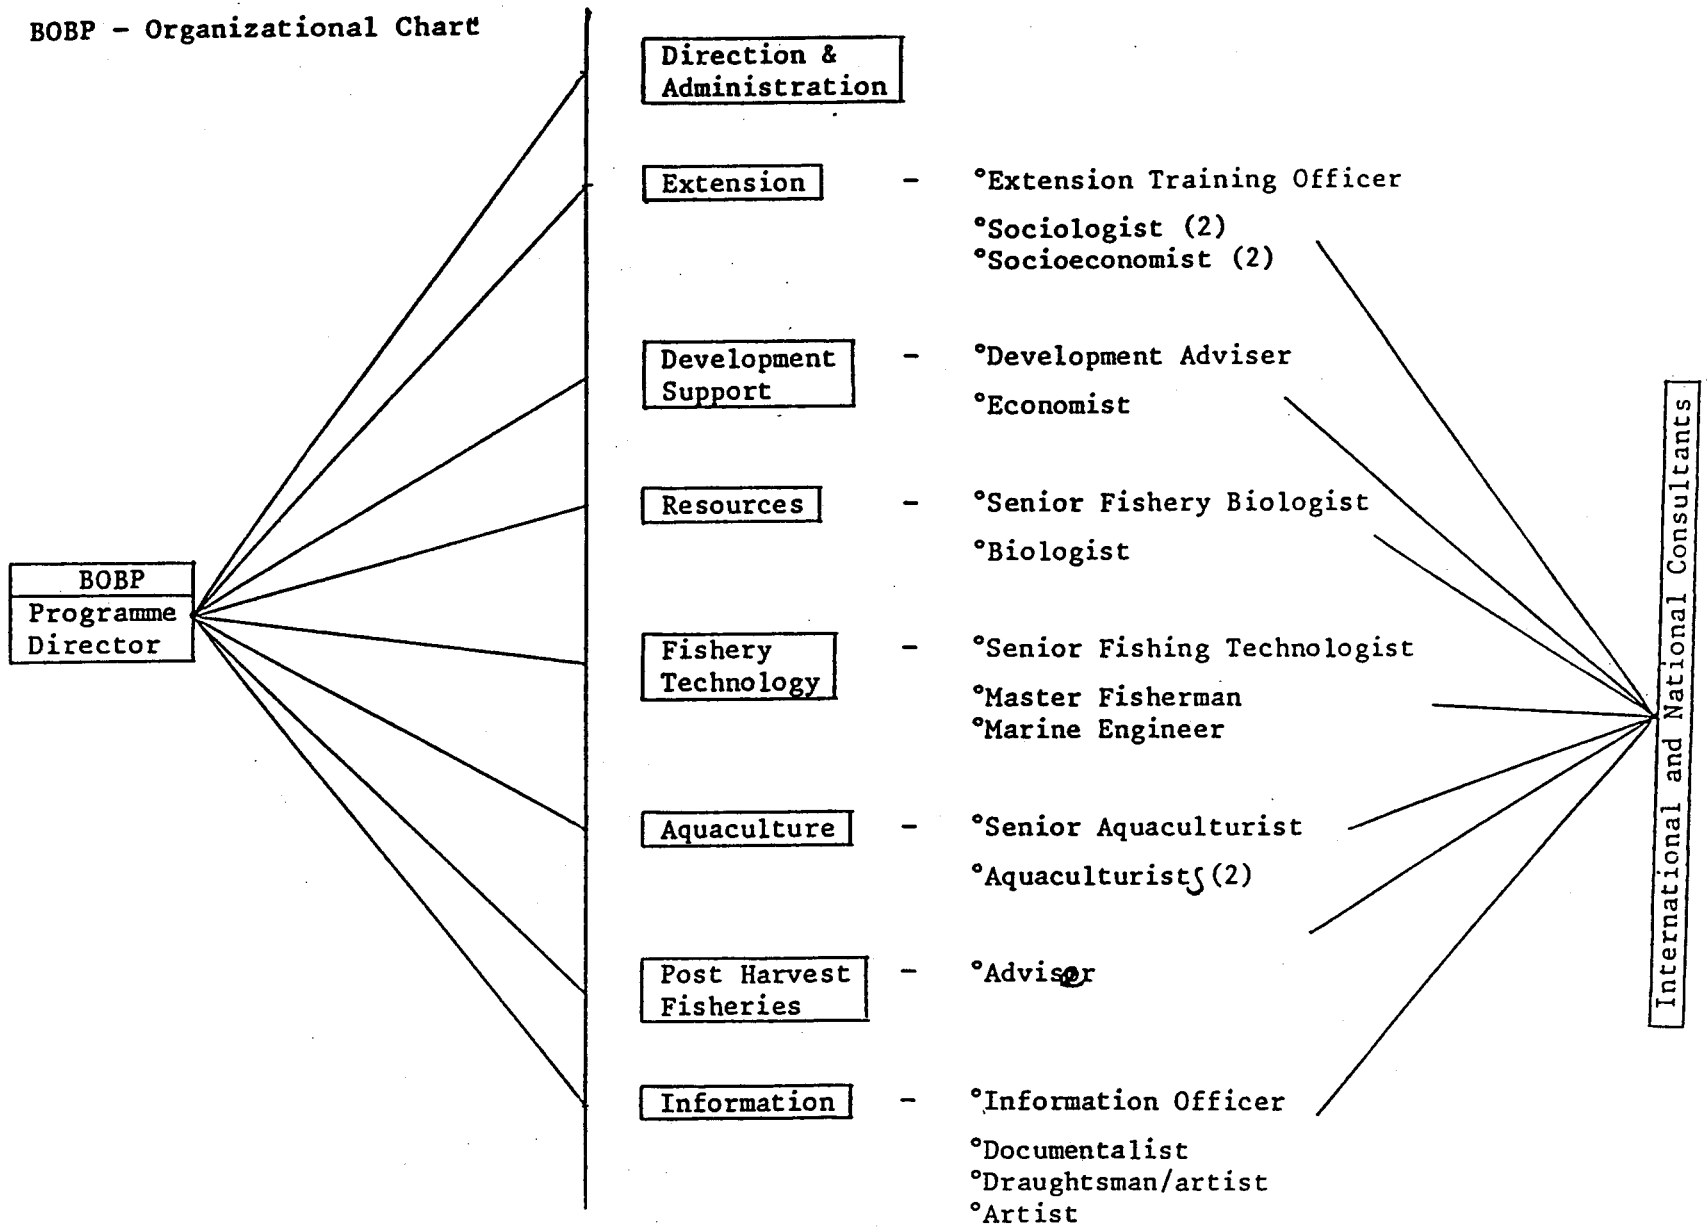 BOBP - Organizational Chart
BOBP
Programme
Director
Direction &
Administration
Extension - °Extension Training Officer
°Sociologist (2)
°Socioeconomist (2)
Development - °Development Adviser
Support
°Economist
Resources - °Senior Fishery Biologist
°Biologist
Fishery - °Senior Fishing Technologist
Technology
°Master Fisherman
°Marine Engineer
Aquaculture - °Senior Aquaculturist
°Aquaculturists (2)
Post Harvest - °Adviser
Fisheries
Information - °Information Officer
°Documentalist
°Draughtsman/artist
°Artist
International and National Consultants